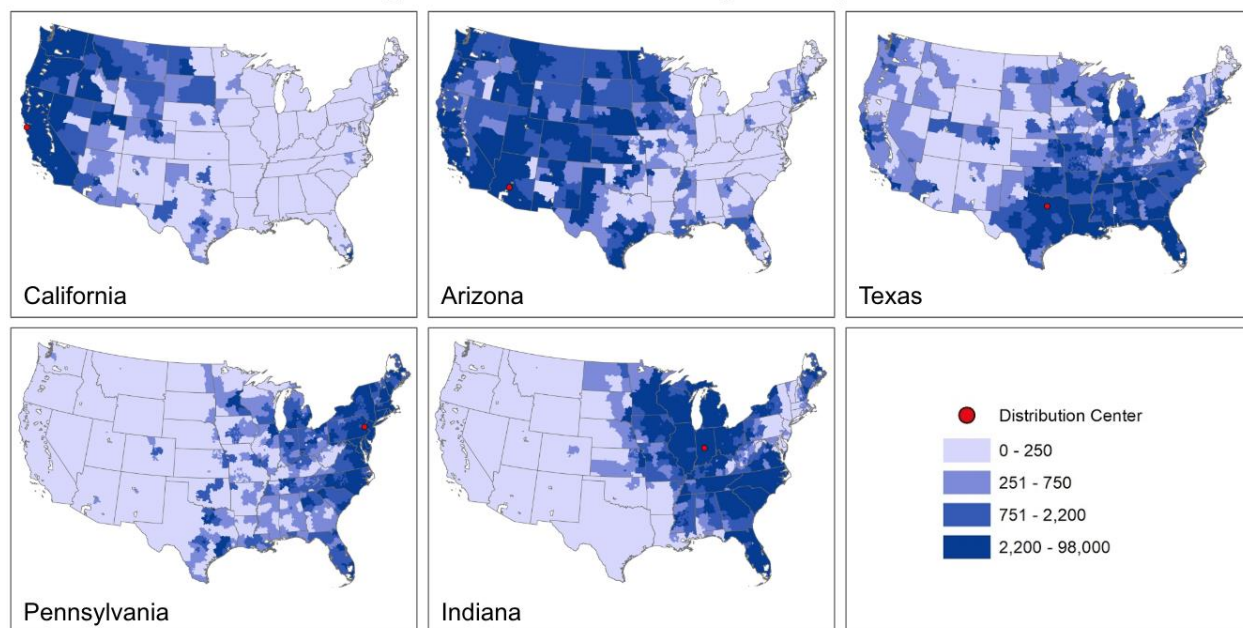 California
Arizona
Texas
Pennsylvania
Indiana
Distribution Center
0 - 250
251 - 750
751 - 2,200
2,200 - 98,000